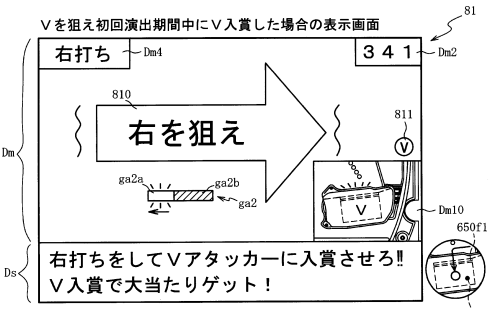 Vを狙え初回演出期間中にV入賞した場合の表示画面
81
右打ち
Dm4
341
Dm2
810
右を狙え
811
V
Dm
ga2a
ga2b
ga2
V
Dm10
650f1
Ds
右打ちをしてVアタッカーに入賞させろ!!
V入賞で大当たりゲット!